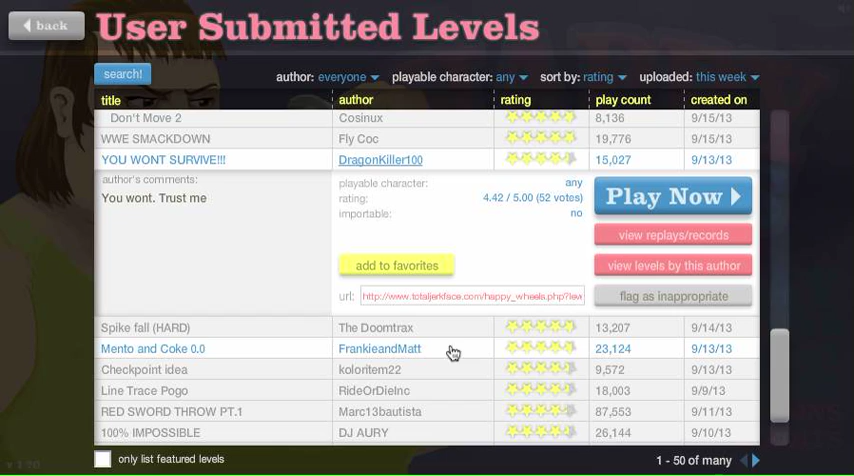 back
User Submitted Levels
search!
author: everyone playable character: any sort by: rating uploaded: this week
title author rating play count created on
Don't Move 2 Cosinux 8,136 9/15/13
WWE SMACKDOWN Fly Coc 19,776 9/15/13
YOU WONT SURVIVE!!! DragonKiller100 15,027 9/13/13
author's comments:
You wont. Trust me
playable character: any
rating: 4.42 / 5.00 (52 votes)
importable: no
Play Now
view replays/records
add to favorites
view levels by this author
url: http://www.totaljerkface.com/happy_wheels.php?lev
flag as inappropriate
Spike fall (HARD) The Doomtrax 13,207 9/14/13
Mento and Coke 0.0 FrankieandMatt 23,124 9/13/13
Checkpoint idea koloritem22 9,572 9/13/13
Line Trace Pogo RideOrDieInc 18,003 9/9/13
RED SWORD THROW PT.1 Marc13bautista 87,553 9/11/13
100% IMPOSSIBLE DJ AURY 26,144 9/10/13
only list featured levels
1 - 50 of many